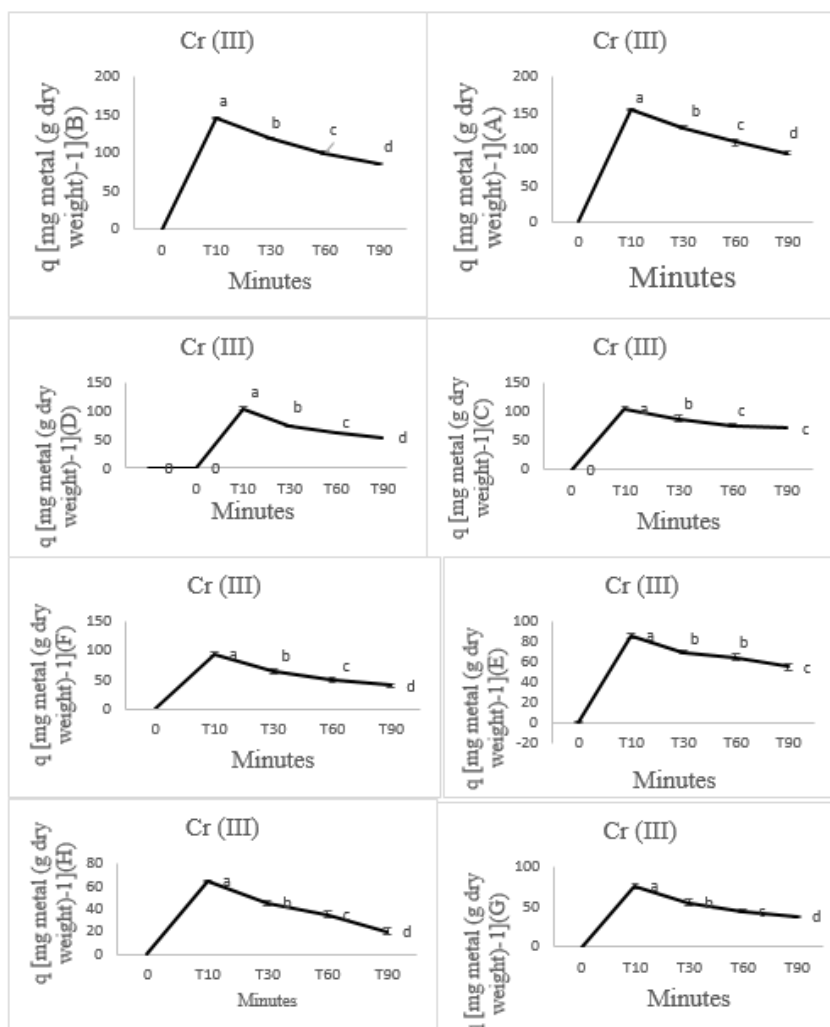 Cr (III)
q [mg metal (g dry
weight)-1](B)
200
150
100
50
0
a
b
c
d
0 T10 T30 T60 T90
Minutes
Cr (III)
q [mg metal (g dry
weight)-1](A)
200
150
100
50
0
a
b
c
d
0 T10 T30 T60 T90
Minutes
Cr (III)
q [mg metal (g dry
weight)-1](D)
150
100
50
0
a
b
c
d
0 0
0 T10 T30 T60 T90
Minutes
Cr (III)
q [mg metal (g dry
weight)-1](C)
150
100
50
0
a
b
c
c
0
0 T10 T30 T60 T90
Minutes
Cr (III)
q [mg metal (g dry
weight)-1](F)
150
100
50
0
a
b
c
d
0 T10 T30 T60 T90
Minutes
Cr (III)
q [mg metal (g dry
weight)-1](E)
100
80
60
40
20
0
-20
a
b
b
c
0 T10 T30 T60 T90
Minutes
Cr (III)
q [mg metal (g dry
weight)-1](H)
80
60
40
20
0
a
b
c
d
0 T10 T30 T60 T90
Minutes
Cr (III)
q [mg metal (g dry
weight)-1](G)
100
50
0
a
b
c
d
0 T10 T30 T60 T90
Minutes